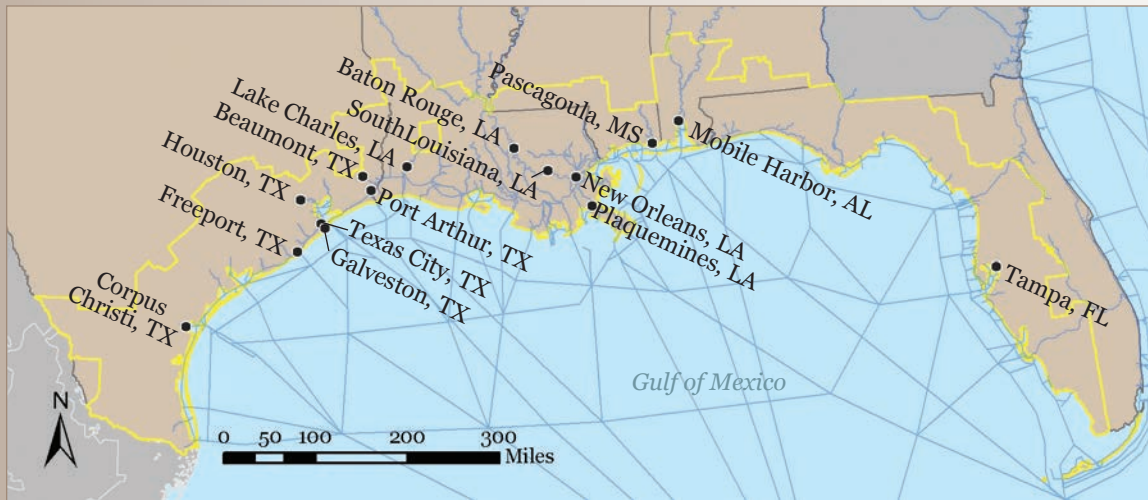 Baton Rouge, LA
Pascagoula, MS
Lake Charles, LA
SouthLouisiana, LA
Beaumont, TX
Mobile Harbor, AL
Houston, TX
New Orleans, LA
Plaquemines, LA
Port Arthur, TX
Freeport, TX
Texas City, TX
Galveston, TX
Tampa, FL
Corpus
Christi, TX
Gulf of Mexico
N
0 50 100 200 300
Miles